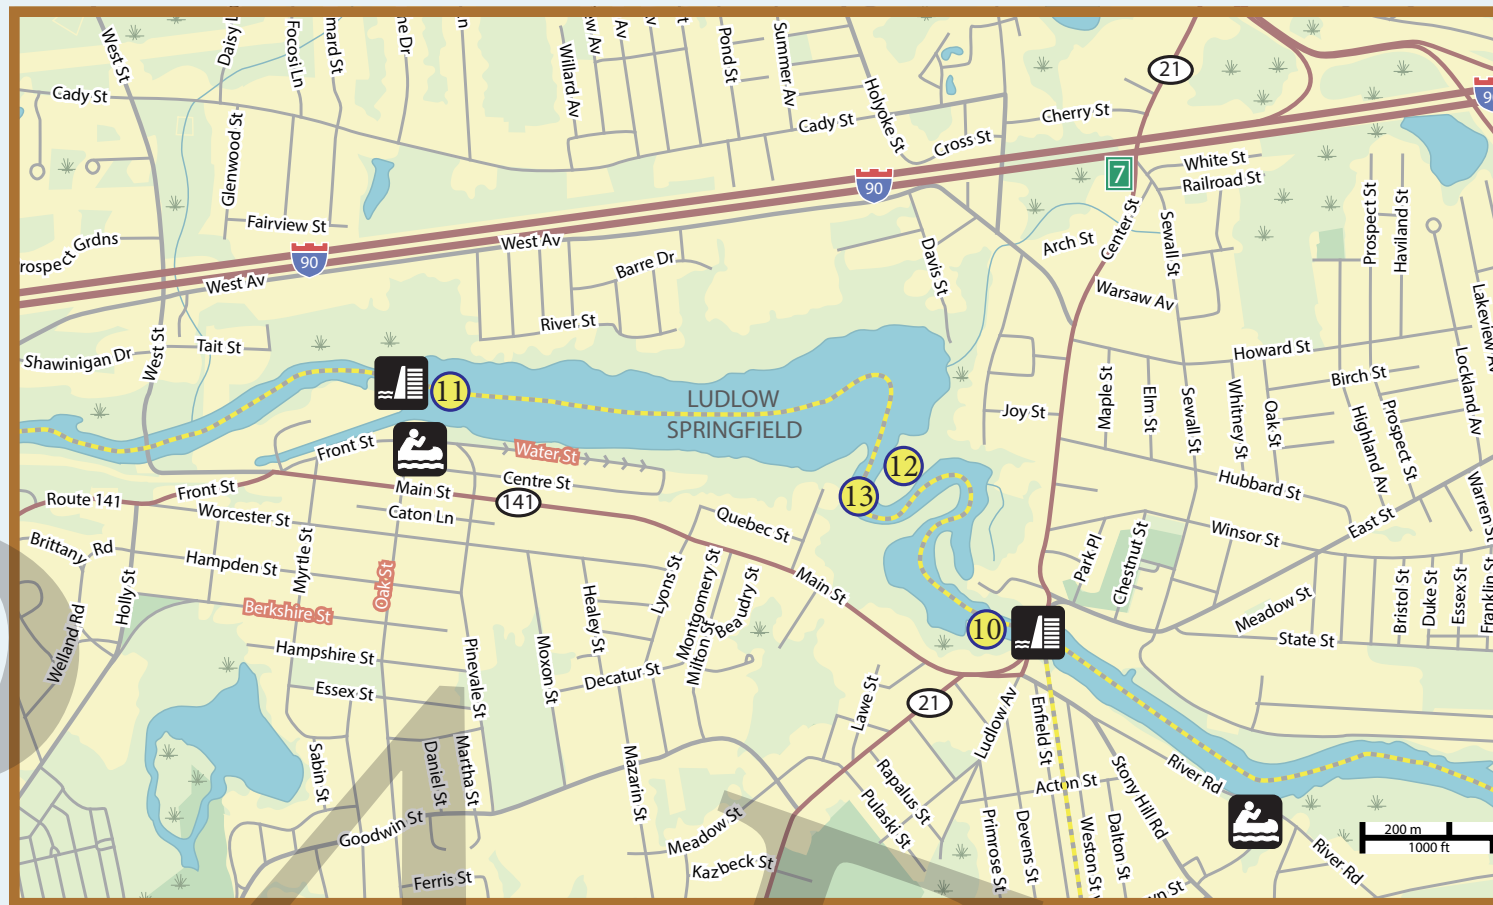 West St
Daisy L
Focosi Ln
mard St
ne Dr
Willard Av
ew Av
Av
Pond St
Summer Av
Holyoke St
21
Cady St
Cady St
Cross St
Cherry St
90
7
White St
Railroad St
Glenwood St
90
Fairview St
West Av
Prospect St
Haviland St
rospect Grdns
90
West Av
Barre Dr
Davis St
Arch St
Center St
Sewall St
Warsaw Av
Lakeview Av
River St
West St
Tait St
Shawinigan Dr
Howard St
Birch St
Lockland Av
11
LUDLOW
SPRINGFIELD
Joy St
Maple St
Elm St
Sewall St
Whitney St
Oak St
Highland Av
Prospect St
Front St
Water St
12
13
Centre St
Main St
141
Caton Ln
Route 141
Front St
Worcester St
Quebec St
Hubbard St
Winsor St
East St
Warren St
Brittany Rd
Hampden St
Myrtle St
Oak St
Holly St
Welland Rd
Berkshire St
Healey St
Lyons St
Montgomery St
Milton St
Beaudry St
Main St
Park Pl
Chestnut St
Meadow St
State St
Bristol St
Duke St
Essex St
Franklin St
10
Hampshire St
Essex St
Pinevale St
Moxon St
Decatur St
Lawe St
21
Ludlow Av
Enfield St
River Rd
Sabin St
Daniel St
Martha St
Mazarin St
Rapalus St
Pulaski St
Acton St
Stony Hill Rd
Goodwin St
Meadow St
Kazbeck St
Ferris St
Primrose St
Devens St
Weston St
Dalton St
wn St
River Rd
200 m
1000 ft